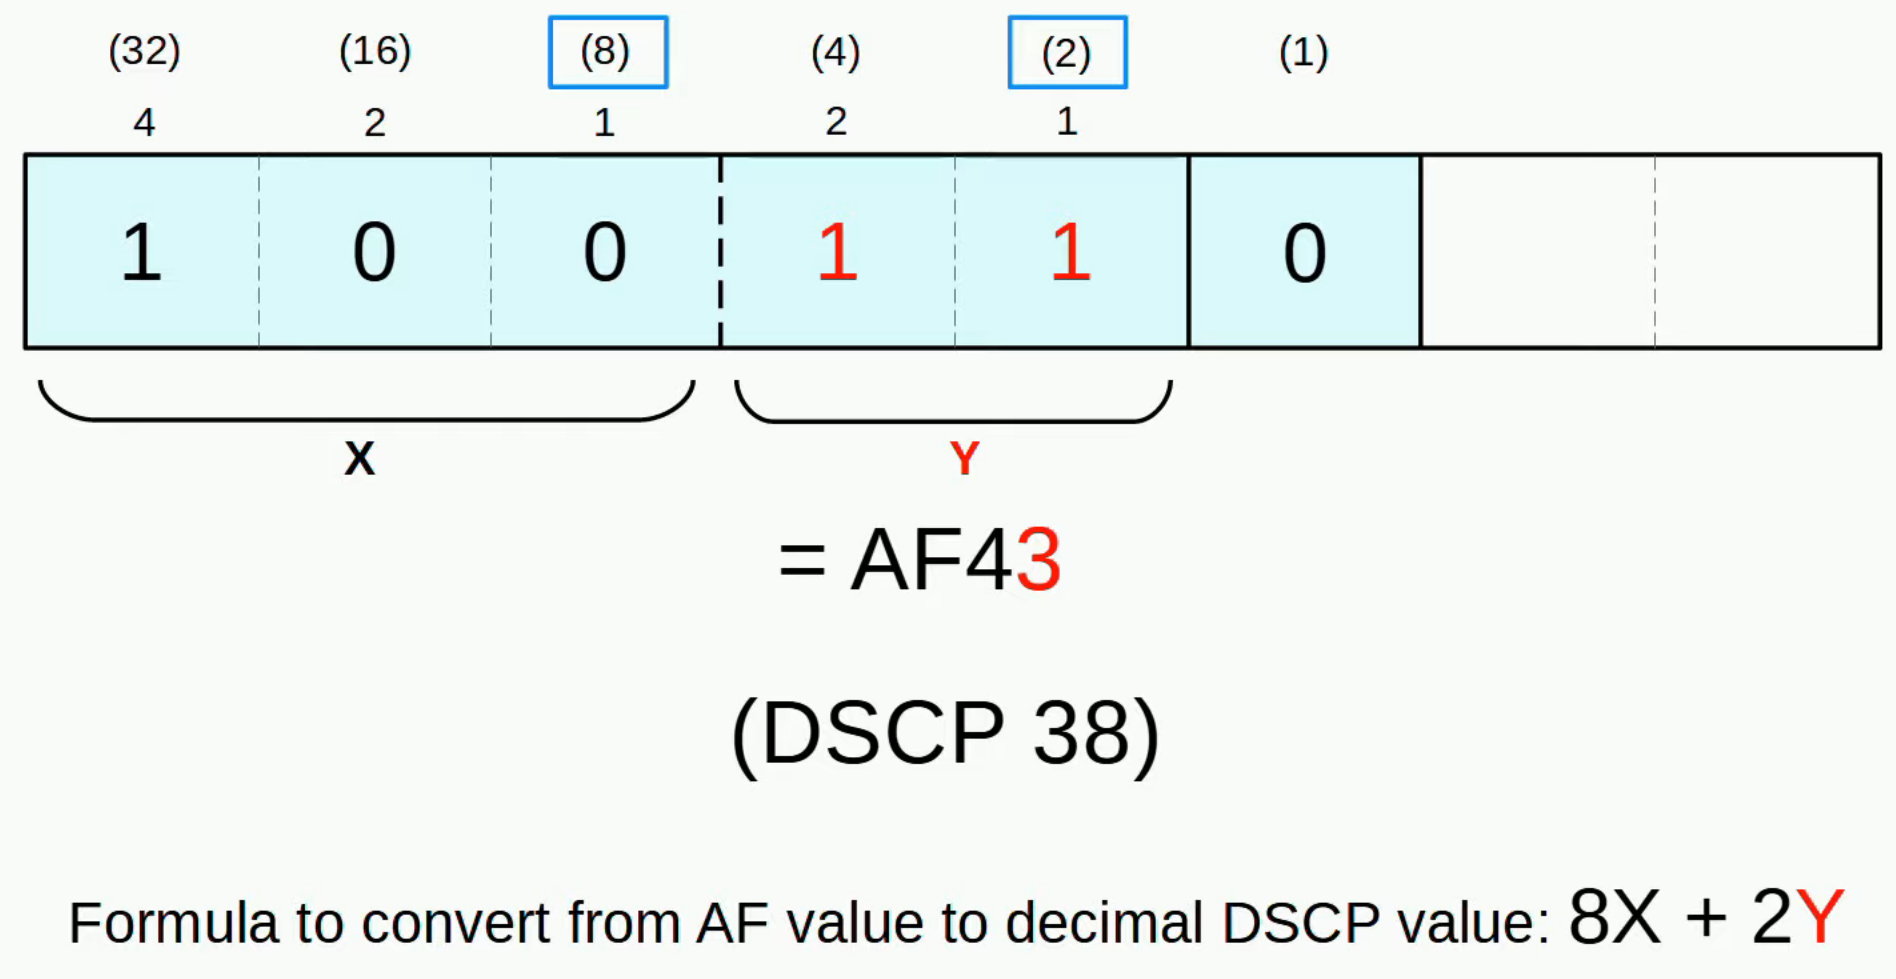 (32) (16) (8) (4) (2) (1)
4 2 1 2 1
1 0 0 1 1 0
X Y
= AF43
(DSCP 38)
Formula to convert from AF value to decimal DSCP value: 8X + 2Y